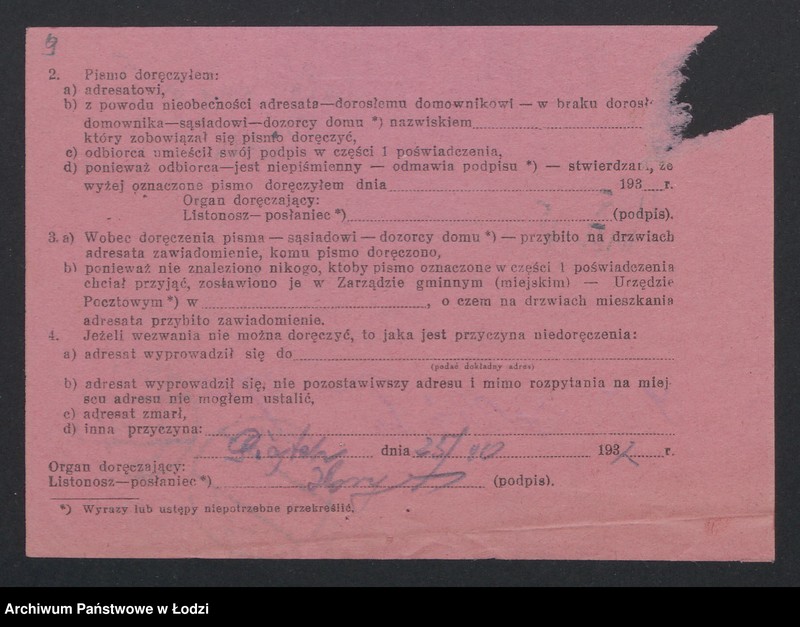 2. Pismo doręczyłem:
a) adresatowi,
b) z powodu nieobecności adresata—dorosłemu domownikowi — w braku
domownika—sąsiadowi—dozorcy domu *) nazwiskiem
który zobowiązał się pismo doręczyć,
c) odbiorca umieścił swój podpis w części 1 poświadczenia,
d) ponieważ odbiorca—jest niepiśmienny — odmawia podpisu *) — stwierdzam, że
wyżej oznaczone pismo doręczyłem dnia 193 r.
Organ doręczający:
Listonosz—posłaniec *) (podpis).
3. a) Wobec doręczenia pisma — sąsiadowi — dozorcy domu *) — przybito na drzwiach
adresata zawiadomienie, komu pismo doręczono,
b) ponieważ nie znaleziono nikogo, ktoby pismo oznaczone w części 1 poświadczenia
chciał przyjąć, zostawiono je w Zarządzie gminnym (miejskim) — Urzędzie
Pocztowym *) w , o czem na drzwiach mieszkania
adresata przybito zawiadomienie.
4. Jeżeli wezwania nie można doręczyć, to jaka jest przyczyna niedoręczenia:
a) adresat wyprowadził się do
(podać dokładny adres)
b) adresat wyprowadził się, nie pozostawiwszy adresu i mimo rozpytania na miej-
scu adresu nie mogłem ustalić,
c) adresat zmarł,
d) inna przyczyna:
Piątek dnia 25/10 1932 r.
Organ doręczający:
Listonosz—posłaniec *) (podpis).
*) Wyrazy lub ustępy niepotrzebne przekreślić.
Archiwum Państwowe w Łodzi